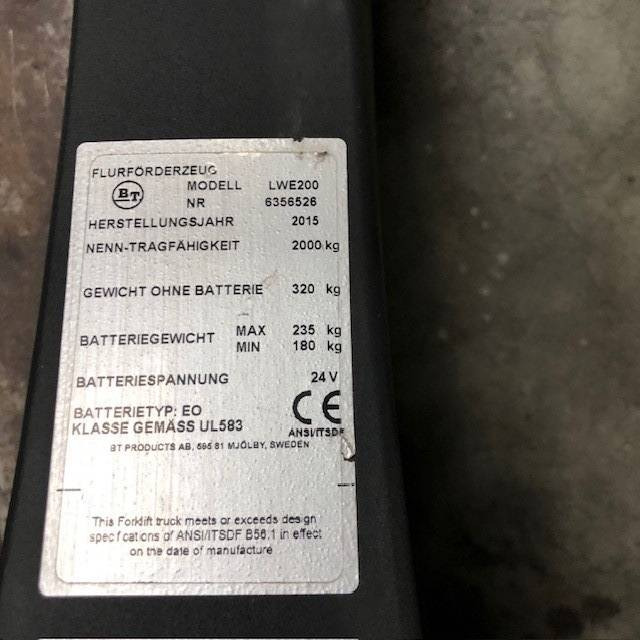 FLURFÖRDERZEUG
BT
MODELL LWE200
NR 6356526
HERSTELLUNGSJAHR 2015
NENN-TRAGFÄHIGKEIT 2000 kg
GEWICHT OHNE BATTERIE 320 kg
BATTERIEGEWICHT MAX 235 kg
MIN 180 kg
BATTERIESPANNUNG 24 V
BATTERIETYP: EO
KLASSE GEMÄSS UL583
CE
ANSI/ITSDF
BT PRODUCTS AB, 595 81 MJÖLBY, SWEDEN
This Forklift truck meets or exceeds design
specifications of ANSI/ITSDF B56.1 in effect
on the date of manufacture